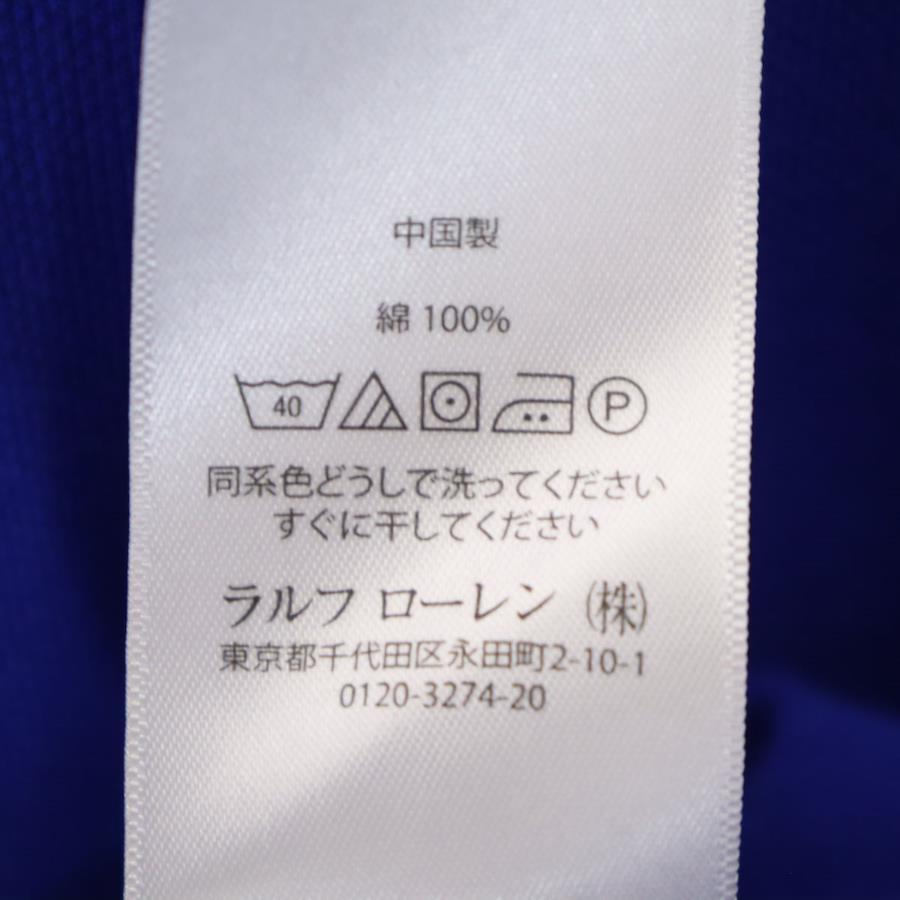 中国製
綿 100%
40 P
同系色どうしで洗ってください
すぐに干してください
ラルフ ローレン (株)
東京都千代田区永田町2-10-1
0120-3274-20